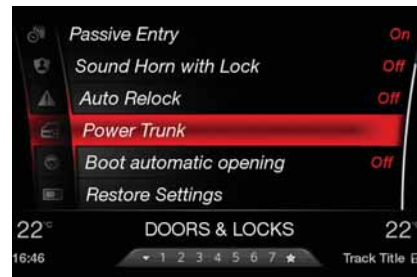 Passive Entry On
Sound Horn with Lock Off
Auto Relock Off
Power Trunk
Boot automatic opening Off
Restore Settings
22° DOORS & LOCKS 22
16:46 1 2 3 4 5 6 7 ★ Track Title